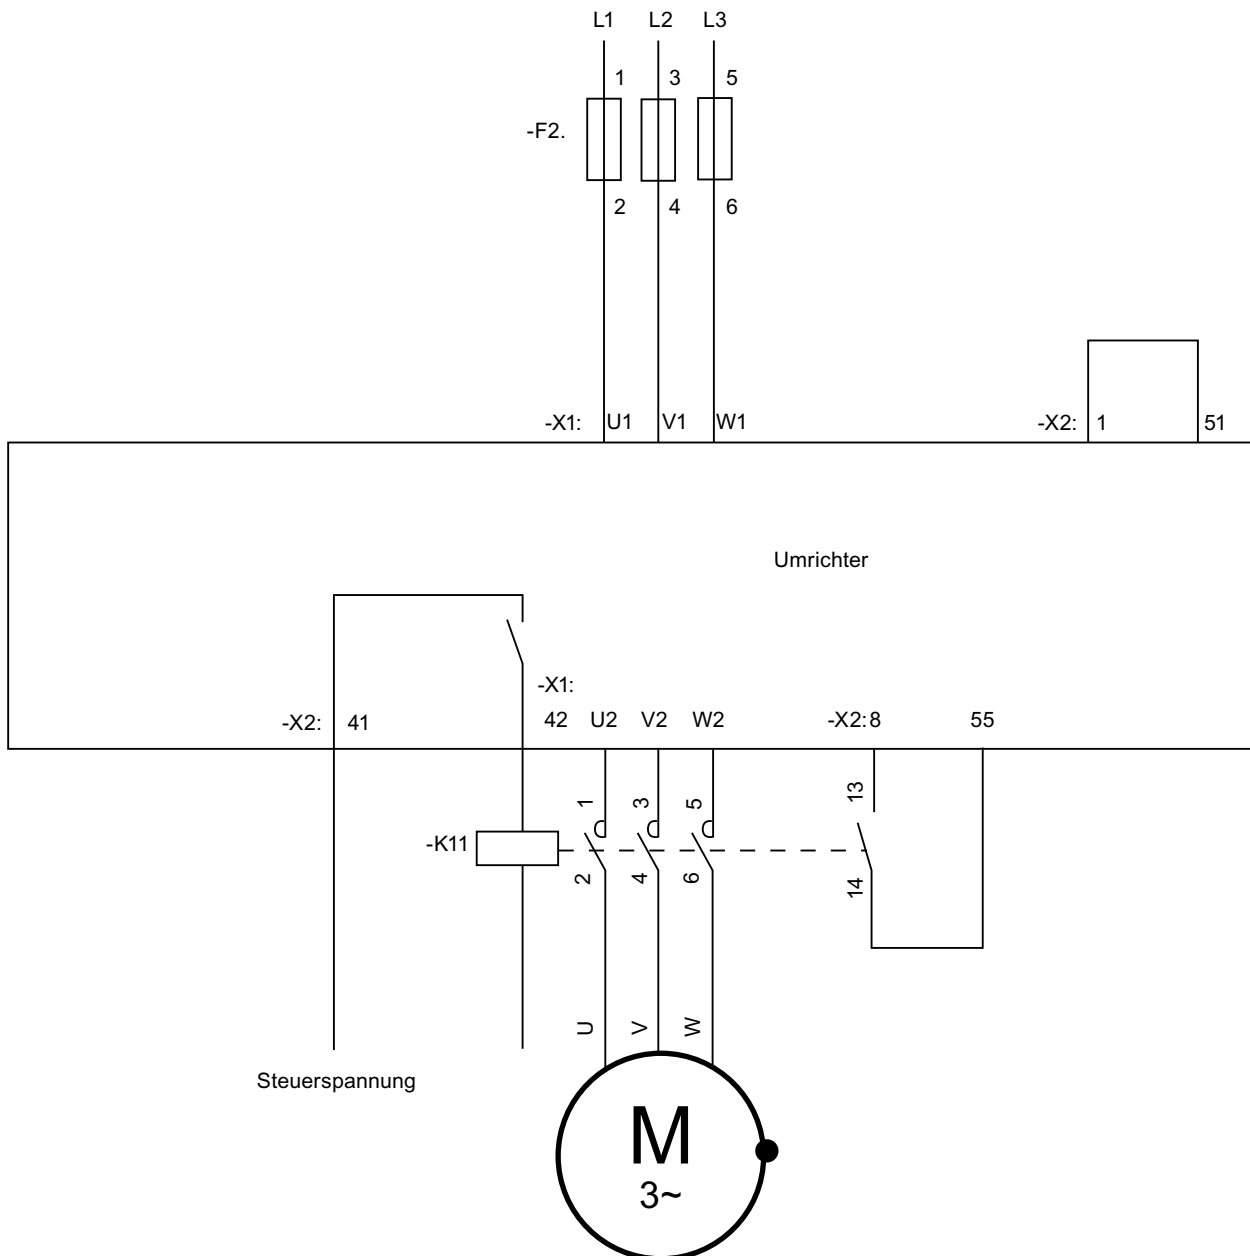 L1 L2 L3
1 3 5
-F2.
2 4 6
-X1: U1 V1 W1 -X2: 1 51
Umrichter
-X1:
-X2: 41 42 U2 V2 W2 -X2: 8 55
1 3 5 13
-K11
2 4 6 14
U V W
Steuerspannung
M
3~